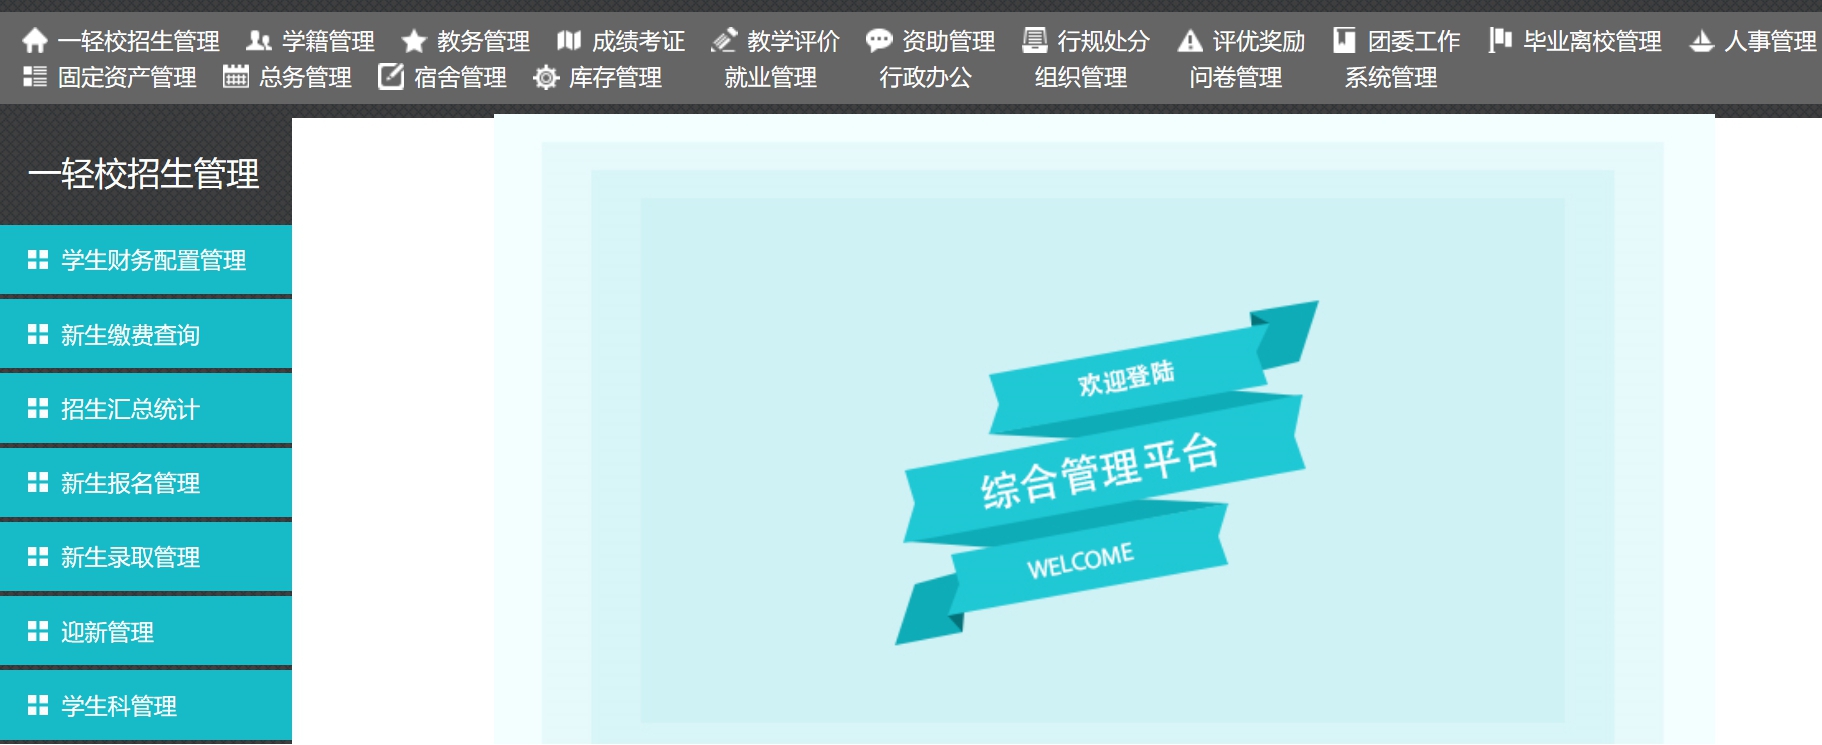 一轻校招生管理 学籍管理 教务管理 成绩考证 教学评价 资助管理 行规处分 评优奖励 团委工作 毕业离校管理 人事管理
固定资产管理 总务管理 宿舍管理 库存管理 就业管理 行政办公 组织管理 问卷管理 系统管理
一轻校招生管理
学生财务配置管理
新生缴费查询
招生汇总统计
新生报名管理
新生录取管理
迎新管理
学生科管理
欢迎登陆
综合管理平台
WELCOME